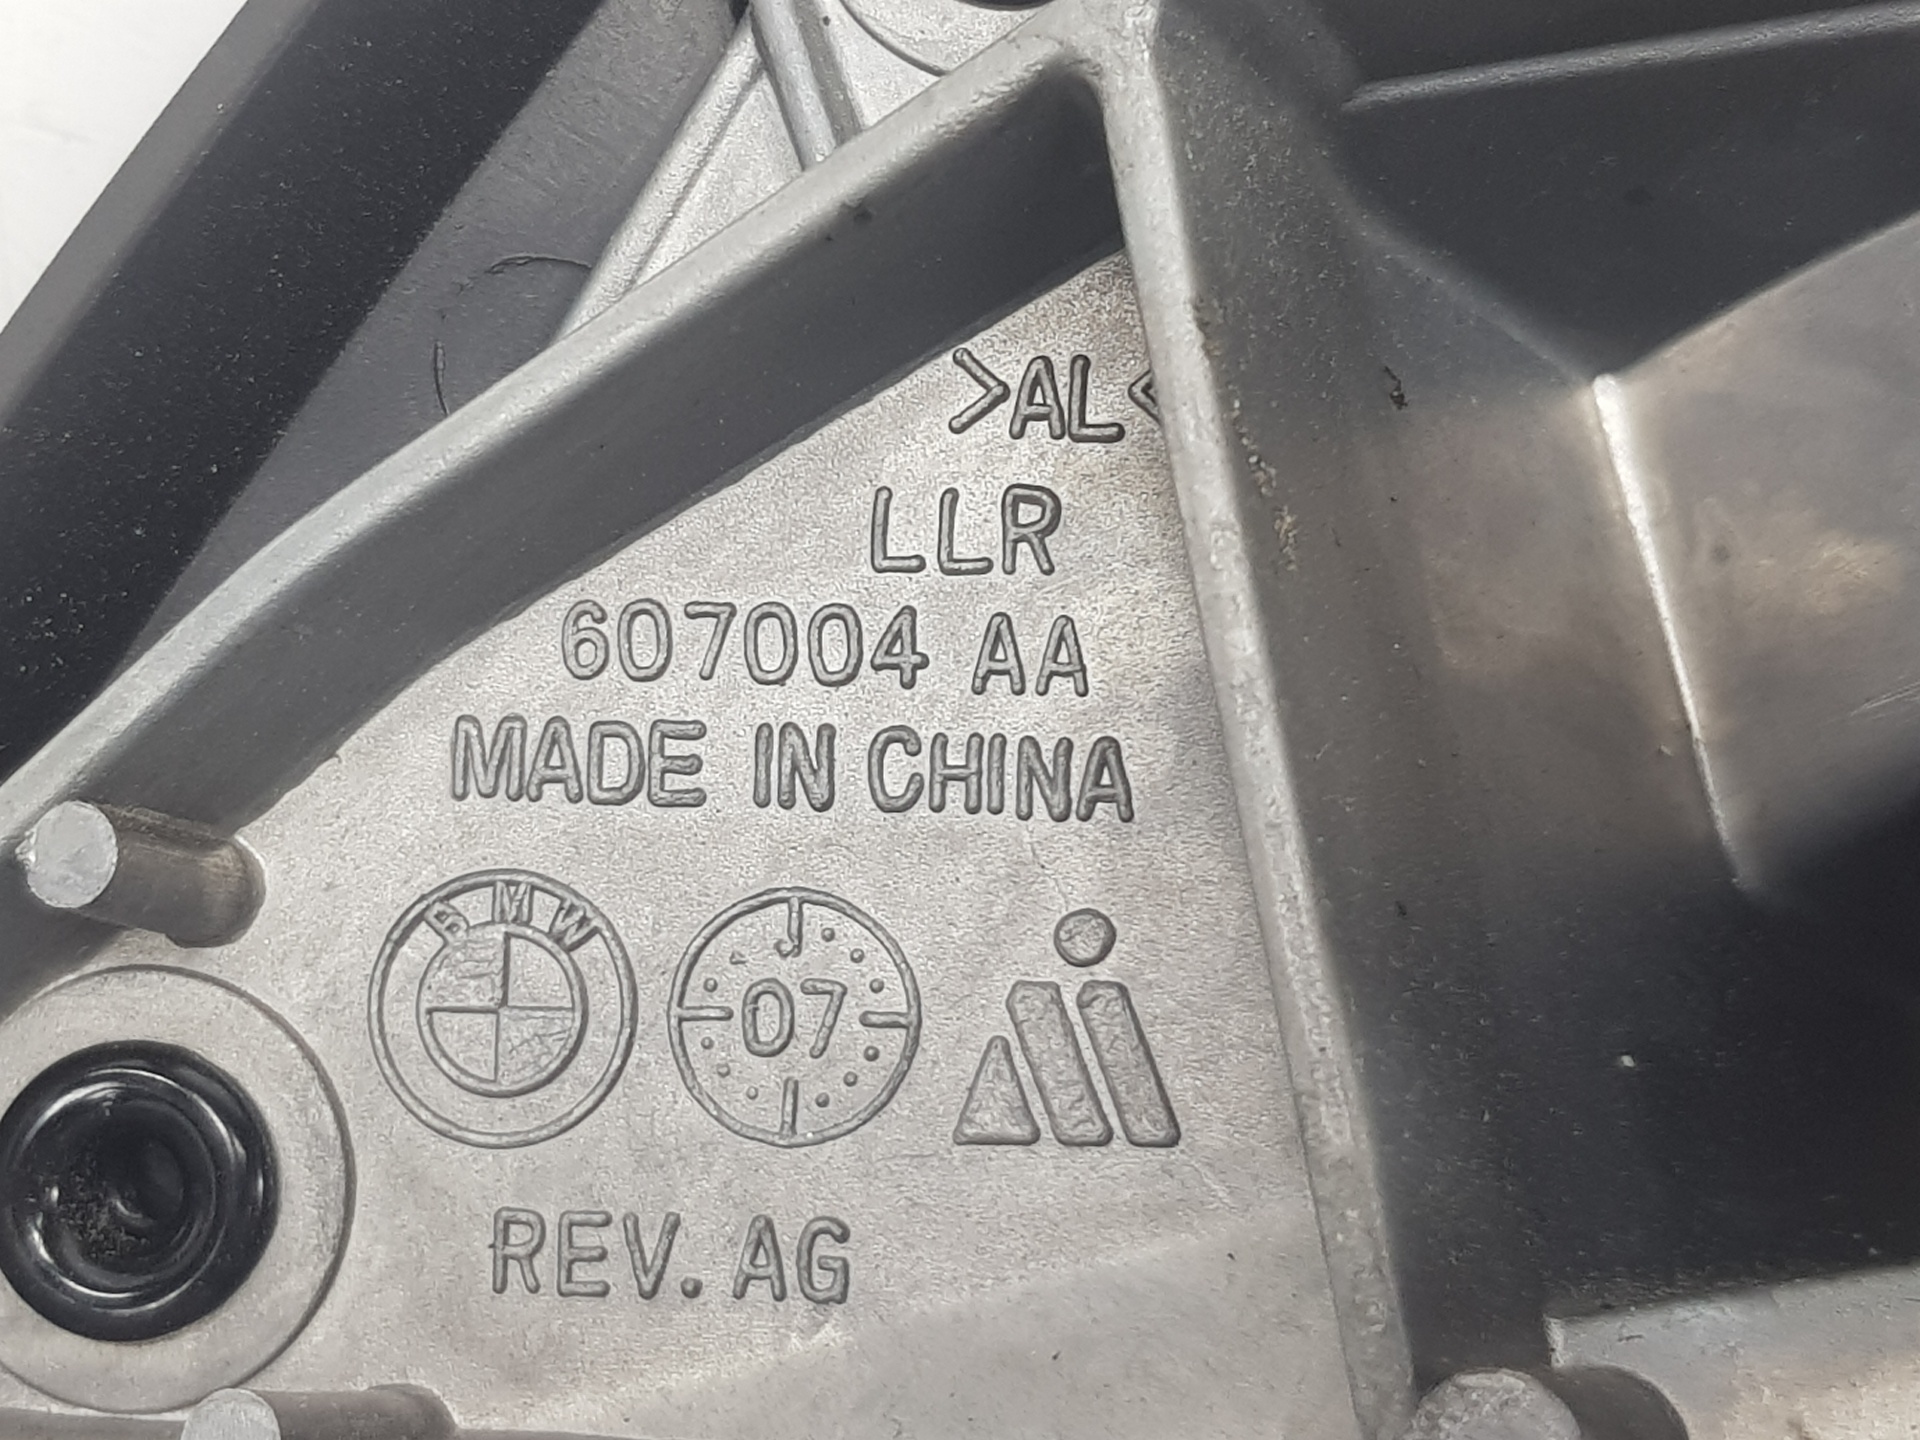 >AL<
LLR
607004 AA
MADE IN CHINA
BMW
J
07
REV. AG